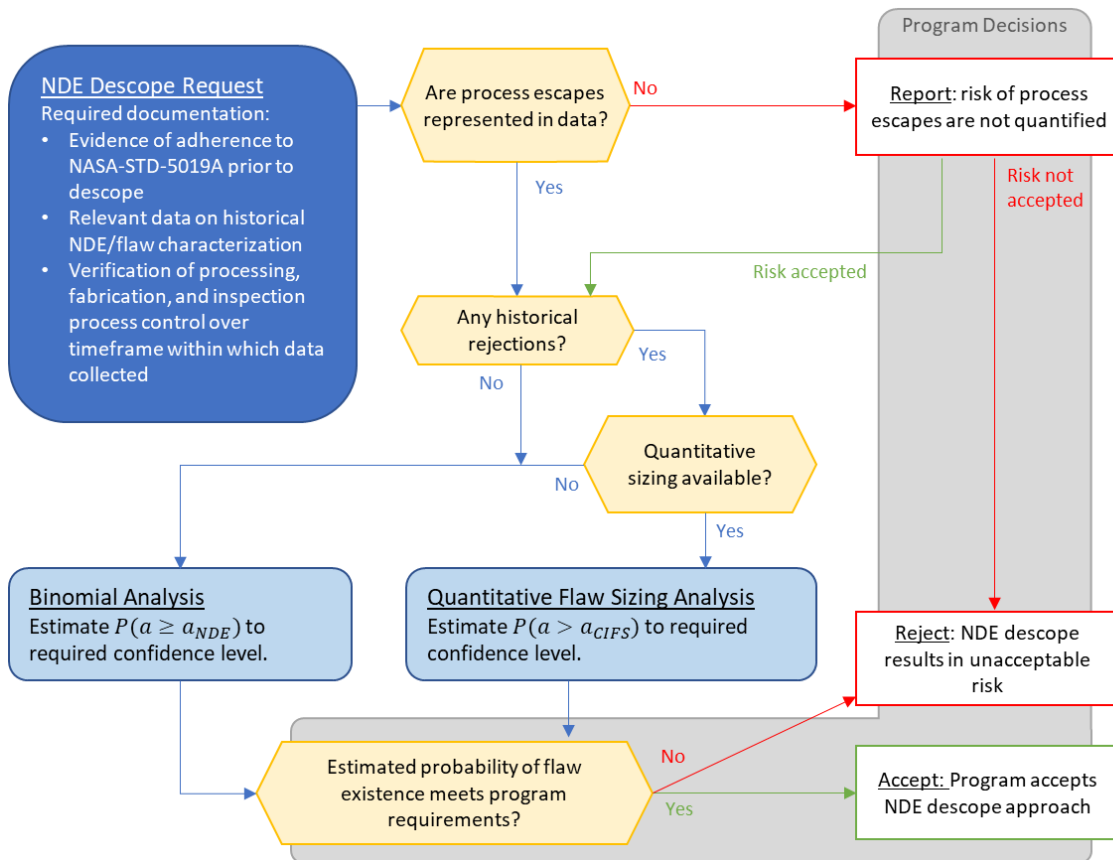 Program Decisions
NDE Descope Request
Required documentation:
• Evidence of adherence to
NASA-STD-5019A prior to
descope
• Relevant data on historical
NDE/flaw characterization
• Verification of processing,
fabrication, and inspection
process control over
timeframe within which data
collected
Are process escapes
represented in data?
No
Report: risk of process
escapes are not quantified
Yes
Risk not
accepted
Risk accepted
Any historical
rejections?
Yes
No
Quantitative
sizing available?
No
Yes
Binomial Analysis
Estimate P(a ≥ a_NDE) to
required confidence level.
Quantitative Flaw Sizing Analysis
Estimate P(a > a_CIFS) to required
confidence level.
Reject: NDE descope
results in unacceptable
risk
Estimated probability of flaw
existence meets program
requirements?
No
Yes
Accept: Program accepts
NDE descope approach